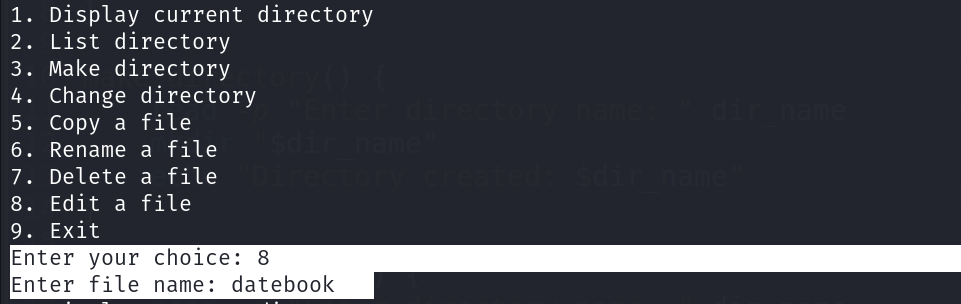 1. Display current directory
2. List directory
3. Make directory
4. Change directory
5. Copy a file
6. Rename a file
7. Delete a file
8. Edit a file
9. Exit
Enter your choice: 8
Enter file name: datebook